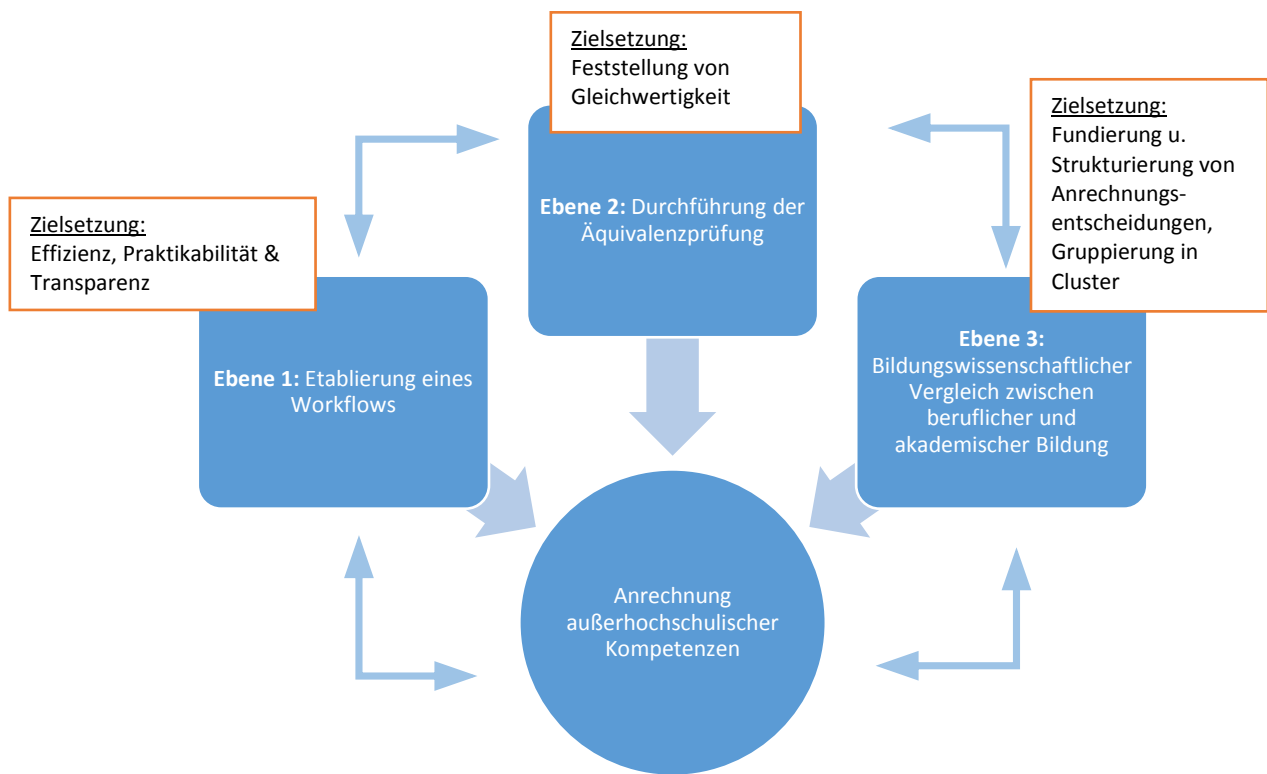 Zielsetzung:
Effizienz, Praktikabilität &
Transparenz
Ebene 1: Etablierung eines
Workflows
Zielsetzung:
Feststellung von
Gleichwertigkeit
Ebene 2: Durchführung der
Äquivalenzprüfung
Zielsetzung:
Fundierung u.
Strukturierung von
Anrechnungs-
entscheidungen,
Gruppierung in
Cluster
Ebene 3:
Bildungswissenschaftlicher
Vergleich zwischen
beruflicher und
akademischer Bildung
Anrechnung
außerhochschulischer
Kompetenzen